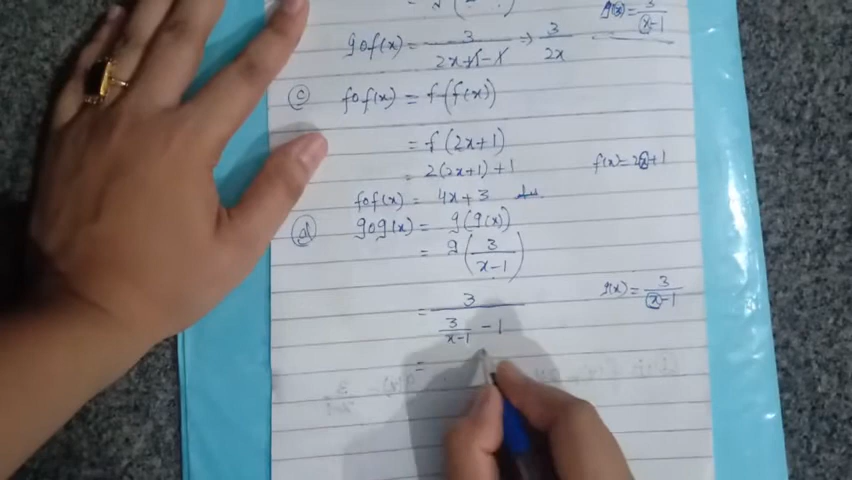 g(x) = 3/(x-1)
gof(x) = 3/(2x+1-1) ⇒ 3/2x
(c) fof(x) = f(f(x))
= f(2x+1)
= 2(2x+1)+1 f(x) = 2x+1
fof(x) = 4x+3 Ans.
(d) gog(x) = g(g(x))
= g(3/(x-1))
= 3/(3/(x-1) - 1) g(x) = 3/(x-1)
=